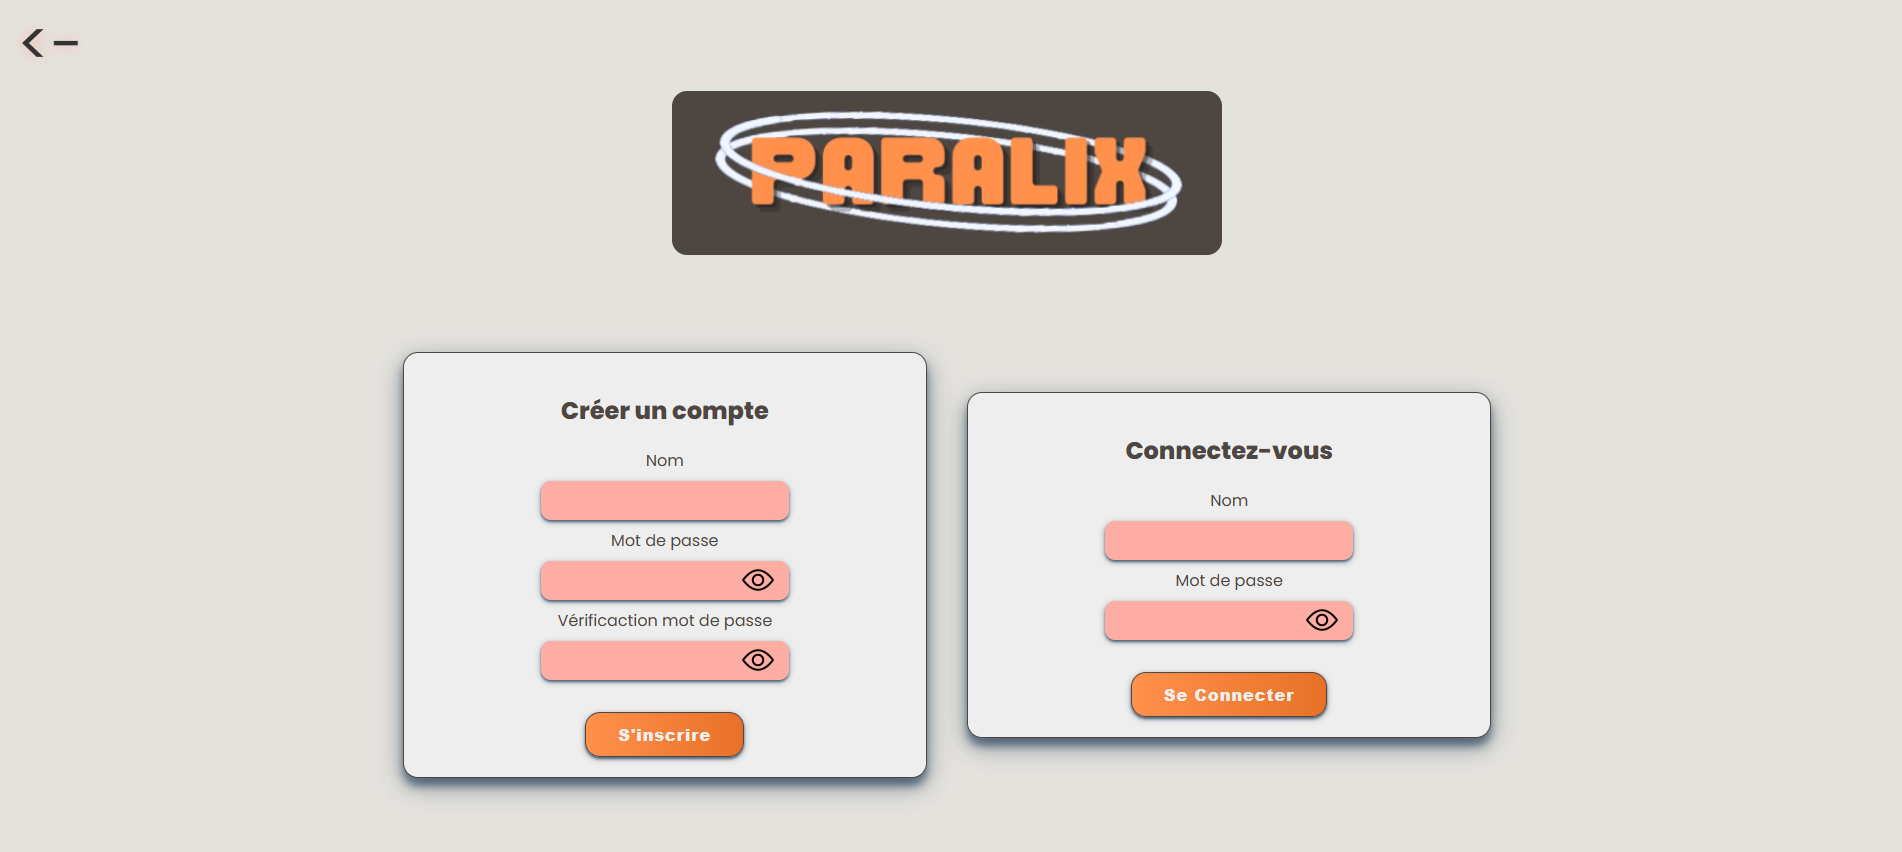 <-
PARALIX
Créer un compte
Nom
Mot de passe
Vérificaction mot de passe
S'inscrire
Connectez-vous
Nom
Mot de passe
Se Connecter